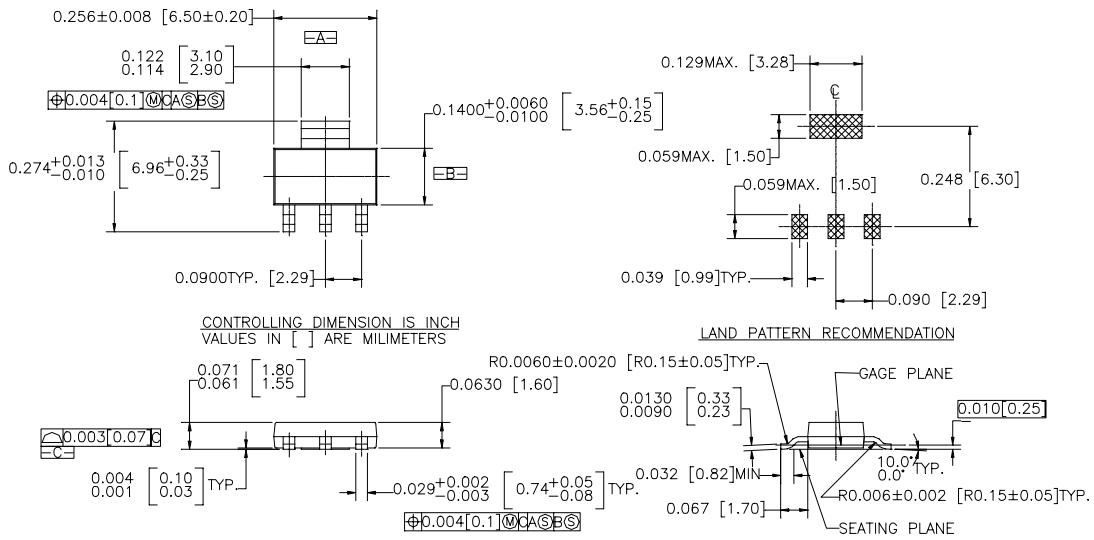 0.256±0.008 [6.50±0.20]
-A-
0.122 [3.10
0.114 2.90]
⌖0.004[0.1]ⓂCAⓈBⓈ
0.1400+0.0060 -0.0100 [3.56+0.15 -0.25]
0.274+0.013 -0.010 [6.96+0.33 -0.25]
-B-
0.0900TYP. [2.29]
CONTROLLING DIMENSION IS INCH
VALUES IN [ ] ARE MILIMETERS
0.129MAX. [3.28]
℄
0.059MAX. [1.50]
0.059MAX. [1.50]
0.248 [6.30]
0.039 [0.99]TYP.
0.090 [2.29]
LAND PATTERN RECOMMENDATION
0.071 [1.80
0.061 1.55]
0.0630 [1.60]
⌓0.003[0.07]C
-C-
0.004 [0.10
0.001 0.03] TYP.
0.029+0.002 -0.003 [0.74+0.05 -0.08] TYP.
⌖0.004[0.1]ⓂCAⓈBⓈ
R0.0060±0.0020 [R0.15±0.05]TYP.
GAGE PLANE
0.0130 [0.33
0.0090 0.23]
0.010[0.25]
0.032 [0.82]MIN
10.0°
0.0° TYP.
R0.006±0.002 [R0.15±0.05]TYP.
0.067 [1.70]
SEATING PLANE